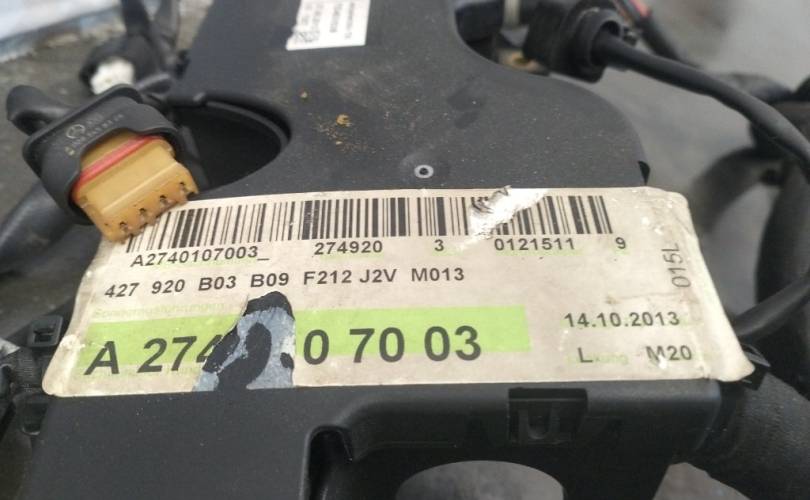 A2740107003_ 274920 3 0121511 9
427 920 B03 B09 F212 J2V M013
015L
14.10.2013
A 274 0 70 03
L M20